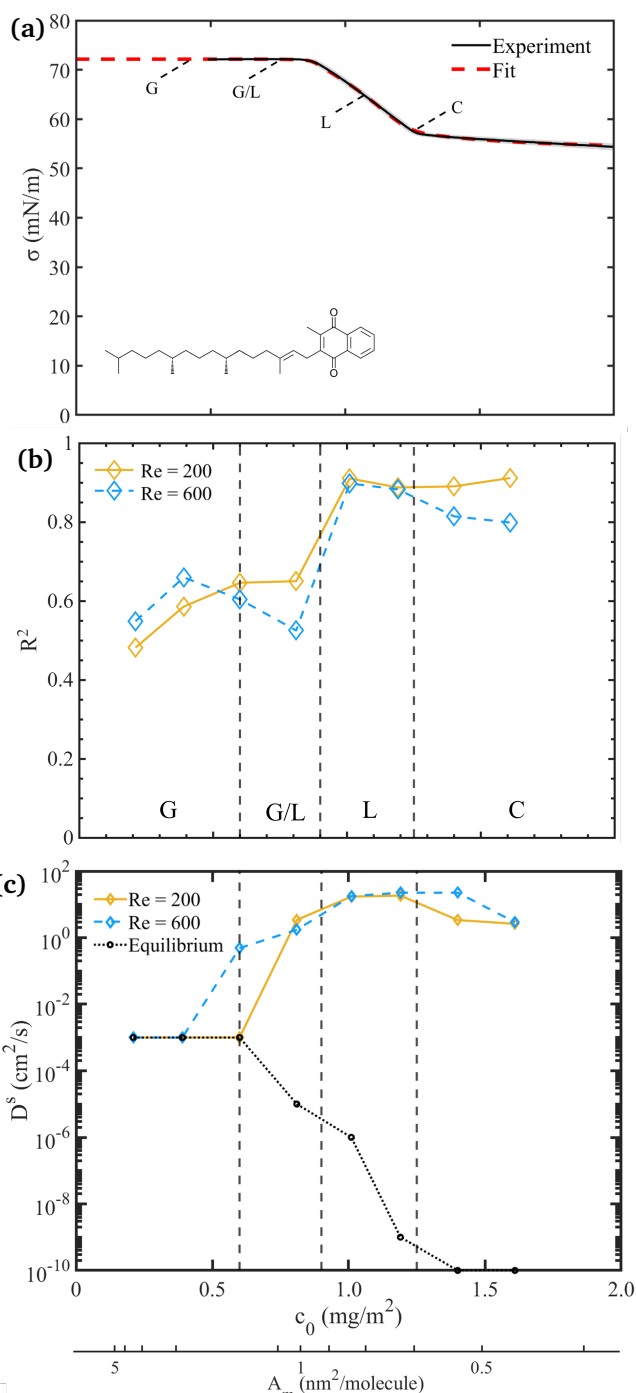 (a)
80
70
60
50
40
30
20
10
0
σ (mN/m)
Experiment
Fit
G
G/L
L
C
O
O
(b)
1
0.8
0.6
0.4
0.2
0
R²
Re = 200
Re = 600
G
G/L
L
C
(c)
10²
10⁰
10⁻²
10⁻⁴
10⁻⁶
10⁻⁸
10⁻¹⁰
Dˢ (cm²/s)
Re = 200
Re = 600
Equilibrium
0
0.5
1.0
1.5
2.0
c₀ (mg/m²)
5
1
0.5
Aₘ (nm²/molecule)